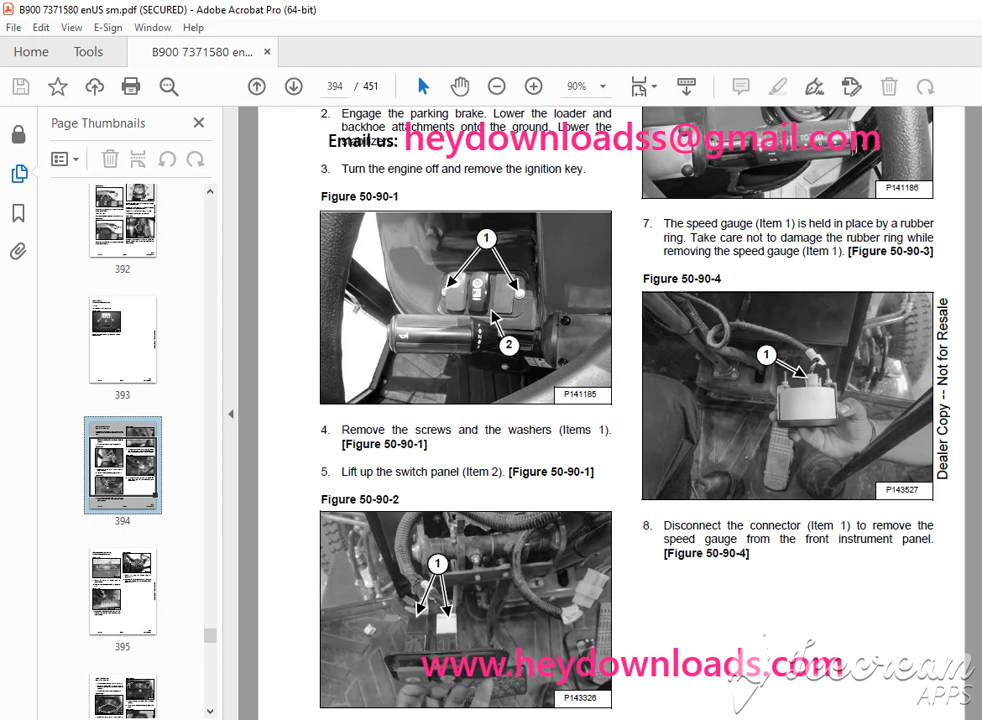 B900 7371580 enUS sm.pdf (SECURED) - Adobe Acrobat Pro (64-bit)
File Edit View E-Sign Window Help
Home Tools B900 7371580 en... ×
394 / 451 90%
Page Thumbnails
392
393
394
395
2. Engage the parking brake. Lower the loader and
backhoe attachments onto the ground. Lower the
Email us: heydownloadss@gmail.com
3. Turn the engine off and remove the ignition key.
Figure 50-90-1
1
2
P141185
4. Remove the screws and the washers (Items 1).
[Figure 50-90-1]
5. Lift up the switch panel (Item 2). [Figure 50-90-1]
Figure 50-90-2
1
P143326
P141186
7. The speed gauge (Item 1) is held in place by a rubber
ring. Take care not to damage the rubber ring while
removing the speed gauge (Item 1). [Figure 50-90-3]
Figure 50-90-4
1
P143527
8. Disconnect the connector (Item 1) to remove the
speed gauge from the front instrument panel.
[Figure 50-90-4]
Dealer Copy -- Not for Resale
www.heydownloads.com
Icecream
APPS